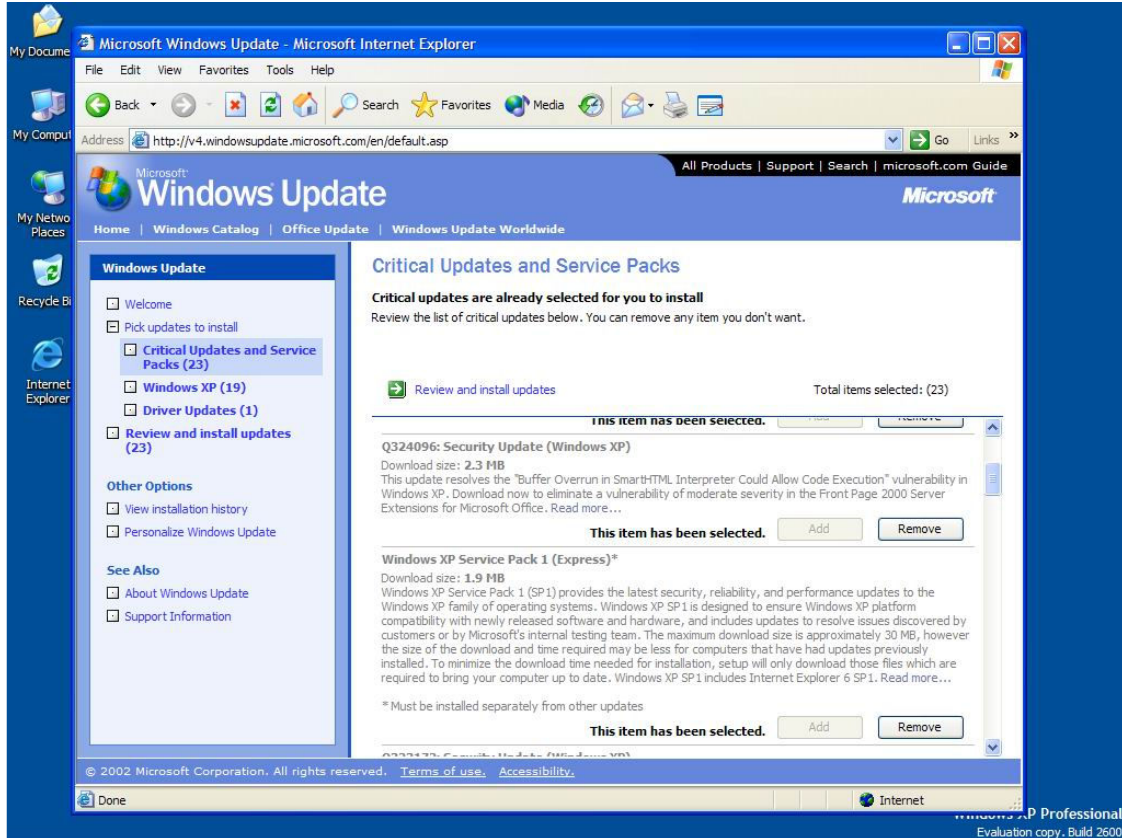 My Docume
My Comput
My Netwo
Places
Recycle Bi
Internet
Explorer
Microsoft Windows Update - Microsoft Internet Explorer
File Edit View Favorites Tools Help
Back Search Favorites Media
Address http://v4.windowsupdate.microsoft.com/en/default.asp Go Links »
All Products | Support | Search | microsoft.com Guide
Microsoft
Windows Update
Microsoft
Home | Windows Catalog | Office Update | Windows Update Worldwide
Windows Update
Welcome
Pick updates to install
Critical Updates and Service
Packs (23)
Windows XP (19)
Driver Updates (1)
Review and install updates
(23)
Other Options
View installation history
Personalize Windows Update
See Also
About Windows Update
Support Information
Critical Updates and Service Packs
Critical updates are already selected for you to install
Review the list of critical updates below. You can remove any item you don't want.
Review and install updates Total items selected: (23)
This item has been selected. Add Remove
Q324096: Security Update (Windows XP)
Download size: 2.3 MB
This update resolves the "Buffer Overrun in SmartHTML Interpreter Could Allow Code Execution" vulnerability in
Windows XP. Download now to eliminate a vulnerability of moderate severity in the Front Page 2000 Server
Extensions for Microsoft Office. Read more...
This item has been selected. Add Remove
Windows XP Service Pack 1 (Express)*
Download size: 1.9 MB
Windows XP Service Pack 1 (SP1) provides the latest security, reliability, and performance updates to the
Windows XP family of operating systems. Windows XP SP1 is designed to ensure Windows XP platform
compatibility with newly released software and hardware, and includes updates to resolve issues discovered by
customers or by Microsoft's internal testing team. The maximum download size is approximately 30 MB, however
the size of the download and time required may be less for computers that have had updates previously
installed. To minimize the download time needed for installation, setup will only download those files which are
required to bring your computer up to date. Windows XP SP1 includes Internet Explorer 6 SP1. Read more...
* Must be installed separately from other updates
This item has been selected. Add Remove
Security Update (Windows XP)
© 2002 Microsoft Corporation. All rights reserved. Terms of use. Accessibility.
Done Internet
Windows XP Professional
Evaluation copy. Build 2600